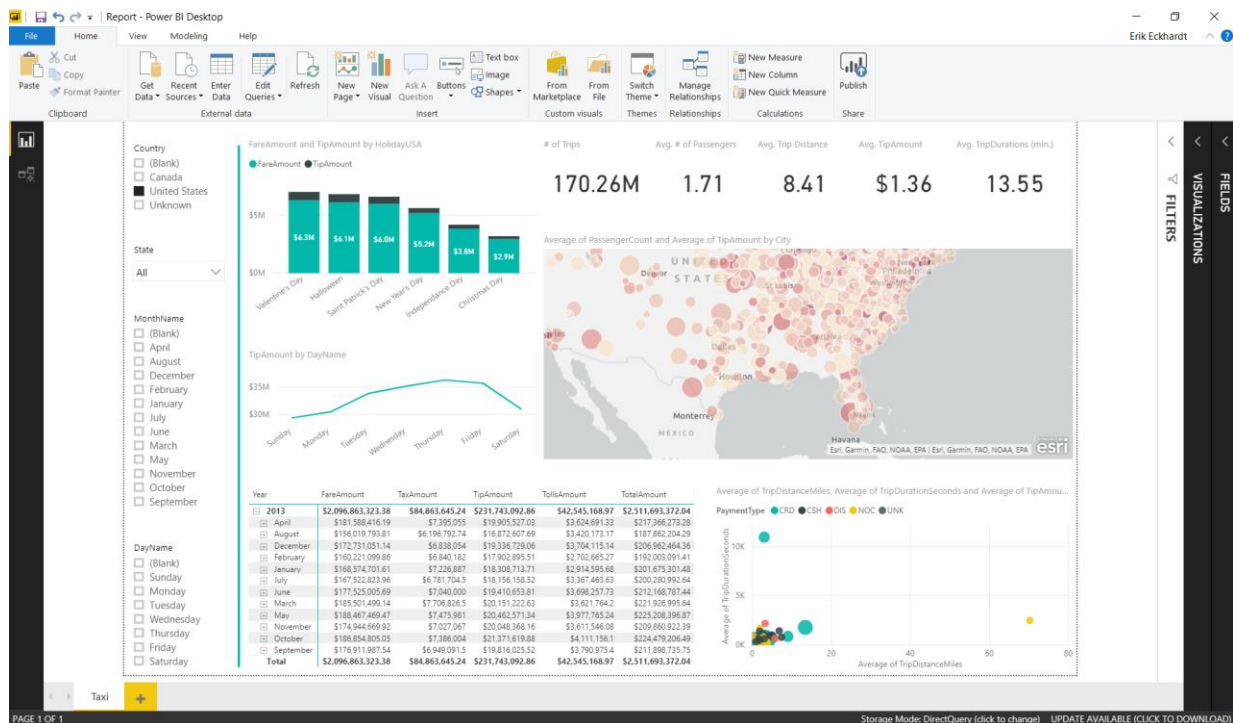 Report - Power BI Desktop
File Home View Modeling Help
Erik Eckhardt
Paste
Cut
Copy
Format Painter
Clipboard
Get Data
Recent Sources
Enter Data
External data
Edit Queries
Refresh
New Page
New Visual
Ask A Question
Buttons
Text box
Image
Shapes
Insert
From Marketplace
From File
Custom visuals
Switch Theme
Themes
Manage Relationships
Relationships
New Measure
New Column
New Quick Measure
Calculations
Publish
Share
Country
(Blank)
Canada
United States
Unknown
State
All
MonthName
(Blank)
April
August
December
February
January
July
June
March
May
November
October
September
DayName
(Blank)
Sunday
Monday
Tuesday
Wednesday
Thursday
Friday
Saturday
FareAmount and TipAmount by HolidayUSA
FareAmount TipAmount
$5M
$0M
$6.3M $6.1M $6.0M $5.2M $3.8M $2.9M
Valentine's Day Halloween Saint Patrick's Day New Year's Day Independance Day Christmas Day
TipAmount by DayName
$35M
$30M
Sunday Monday Tuesday Wednesday Thursday Friday Saturday
# of Trips Avg. # of Passengers Avg. Trip Distance Avg. TipAmount Avg. TripDurations (min.)
170.26M 1.71 8.41 $1.36 13.55
Average of PassengerCount and Average of TipAmount by City
UNITED
STATE
Denver
St Louis
Philadelphia
Atlanta
Dallas
Houston
Monterrey
MÉXICO
Havana
Esri, Garmin, FAO, NOAA, EPA | Esri, Garmin, FAO, NOAA, EPA
esri
Year FareAmount TaxAmount TipAmount TollsAmount TotalAmount
2013 $2,096,863,323.38 $84,863,645.24 $231,743,092.86 $42,545,168.97 $2,511,693,372.04
April $181,588,416.19 $7,395,055 $19,905,527.03 $3,624,691.33 $217,366,273.28
August $156,019,793.81 $6,196,792.74 $16,872,607.69 $3,420,173.17 $187,862,204.29
December $172,731,051.14 $6,838,054 $19,336,729.06 $3,704,115.14 $206,962,464.36
February $160,221,099.86 $6,840,182 $17,902,895.51 $2,702,665.27 $192,003,091.41
January $168,574,701.61 $7,226,887 $18,308,713.71 $2,914,595.68 $201,675,301.48
July $167,522,823.96 $6,781,704.5 $18,156,158.52 $3,367,463.63 $200,280,992.64
June $177,525,005.69 $7,040,000 $19,410,653.81 $3,698,257.73 $212,168,787.44
March $185,501,499.14 $7,706,826.5 $20,151,222.63 $3,621,764.2 $221,926,995.64
May $188,467,469.47 $7,475,981 $20,462,571.34 $3,977,765.24 $225,208,396.87
November $174,944,669.92 $7,027,067 $20,048,368.16 $3,611,546.08 $209,860,922.39
October $186,854,805.05 $7,386,004 $21,371,619.88 $4,111,156.1 $224,479,206.49
September $176,911,987.54 $6,949,091.5 $19,816,025.52 $3,790,975.4 $211,898,735.75
Total $2,096,863,323.38 $84,863,645.24 $231,743,092.86 $42,545,168.97 $2,511,693,372.04
Average of TripDistanceMiles, Average of TripDurationSeconds and Average of TipAmou...
PaymentType CRD CSH DIS NOC UNK
Average of TripDurationSeconds
10K
5K
0K
0 20 40 60 80
Average of TripDistanceMiles
FILTERS
VISUALIZATIONS
FIELDS
Taxi
PAGE 1 OF 1
Storage Mode: DirectQuery (click to change) UPDATE AVAILABLE (CLICK TO DOWNLOAD)